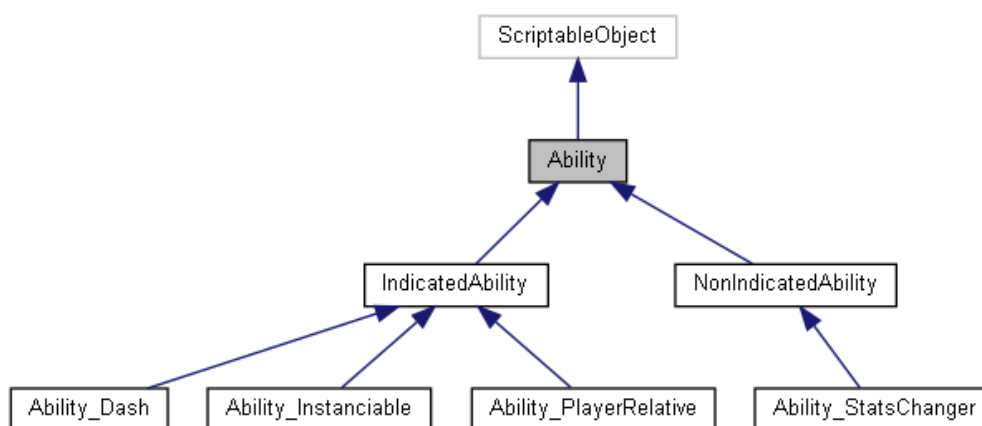 ScriptableObject
Ability
IndicatedAbility
NonIndicatedAbility
Ability_Dash
Ability_Instanciable
Ability_PlayerRelative
Ability_StatsChanger